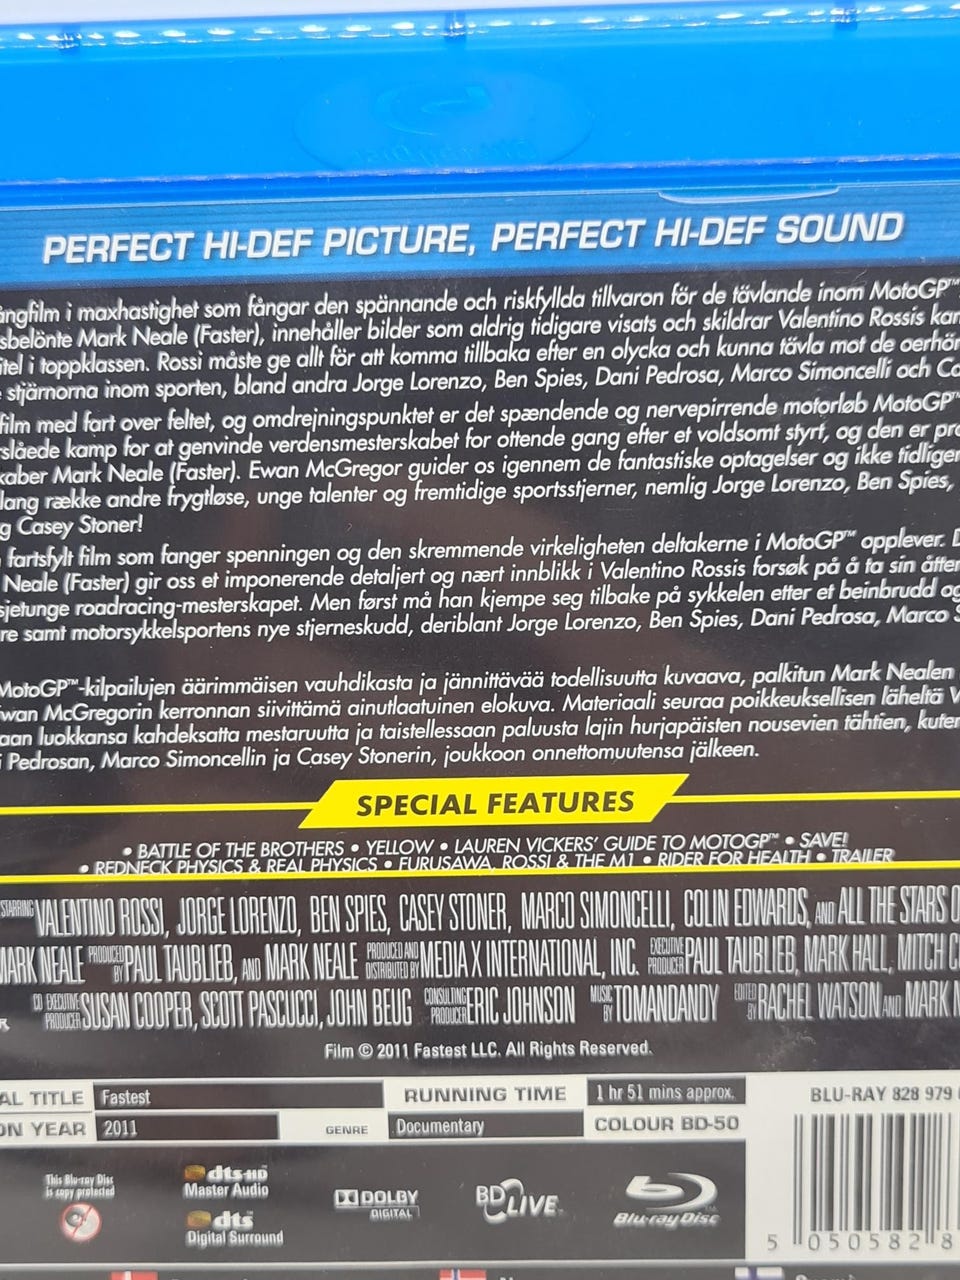 PERFECT HI-DEF PICTURE, PERFECT HI-DEF SOUND
ångfilm i maxhastighet som fångar den spännande och riskfyllda tillvaron för de tävlande inom MotoGP™
sbelönte Mark Neale (Faster), innehåller bilder som aldrig tidigare visats och skildrar Valentino Rossis kam
itel i toppklassen. Rossi måste ge allt för att komma tillbaka efter en olycka och kunna tävla mot de oerhör
stjärnorna inom sporten, bland andra Jorge Lorenzo, Ben Spies, Dani Pedrosa, Marco Simoncelli och Ca
film med fart over feltet, og omdrejningspunktet er det spændende og nervepirrende motorløb MotoGP™
rslåede kamp for at genvinde verdensmesterskabet for ottende gang efter et voldsomt styrt, og den er pro
kaber Mark Neale (Faster). Ewan McGregor guider os igennem de fantastiske optagelser og ikke tidliger
lang række andre frygtløse, unge talenter og fremtidige sportsstjerner, nemlig Jorge Lorenzo, Ben Spies,
g Casey Stoner!
fartsfylt film som fanger spenningen og den skremmende virkeligheten deltakerne i MotoGP™ opplever. D
Neale (Faster) gir oss et imponerende detaljert og nært innblikk i Valentino Rossis forsøk på å ta sin åtten
sjetunge roadracing-mesterskapet. Men først må han kjempe seg tilbake på sykkelen etter et beinbrudd og
re samt motorsykkelsportens nye stjerneskudd, deriblant Jorge Lorenzo, Ben Spies, Dani Pedrosa, Marco S
MotoGP™-kilpailujen äärimmäisen vauhdikasta ja jännittävää todellisuutta kuvaava, palkitun Mark Nealen
wan McGregorin kerronnan siivittämä ainutlaatuinen elokuva. Materiaali seuraa poikkeuksellisen läheltä V
aan luokkansa kahdeksatta mestaruutta ja taistellessaan paluusta lajin hurjapäisten nousevien tähtien, kuten
i Pedrosan, Marco Simoncellin ja Casey Stonerin, joukkoon onnettomuutensa jälkeen.
SPECIAL FEATURES
• BATTLE OF THE BROTHERS • YELLOW • LAUREN VICKERS' GUIDE TO MOTOGP™ • SAVE!
• REDNECK PHYSICS & REAL PHYSICS • FURUSAWA, ROSSI & THE M1 • RIDER FOR HEALTH • TRAILER
STARRING VALENTINO ROSSI, JORGE LORENZO, BEN SPIES, CASEY STONER, MARCO SIMONCELLI, COLIN EDWARDS, AND ALL THE STARS O
MARK NEALE PRODUCED BY PAUL TAUBLIEB, AND MARK NEALE PRODUCED AND DISTRIBUTED BY MEDIA X INTERNATIONAL, INC. EXECUTIVE PRODUCER PAUL TAUBLIEB, MARK HALL, MITCH C
R CO EXECUTIVE PRODUCER SUSAN COOPER, SCOTT PASCUCCI, JOHN BEUG CONSULTING PRODUCER ERIC JOHNSON MUSIC BY TOMANDANDY EDITED BY RACHEL WATSON AND MARK N
Film © 2011 Fastest LLC. All Rights Reserved.
AL TITLE Fastest RUNNING TIME 1 hr 51 mins approx. BLU-RAY 828 979
ON YEAR 2011 GENRE Documentary COLOUR BD-50
This Blu-ray Disc
is copy protected
dts-HD
Master Audio
dts
Digital Surround
DOLBY
DIGITAL
BD LIVE™
Blu-ray Disc
5 050582 8